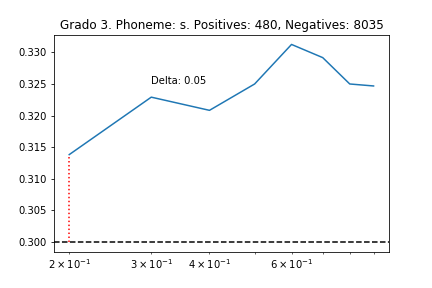 Grado 3. Phoneme: s. Positives: 480, Negatives: 8035
0.330
Delta: 0.05
0.325
0.320
0.315
0.310
0.305
0.300
2 × 10⁻¹ 3 × 10⁻¹ 4 × 10⁻¹ 6 × 10⁻¹